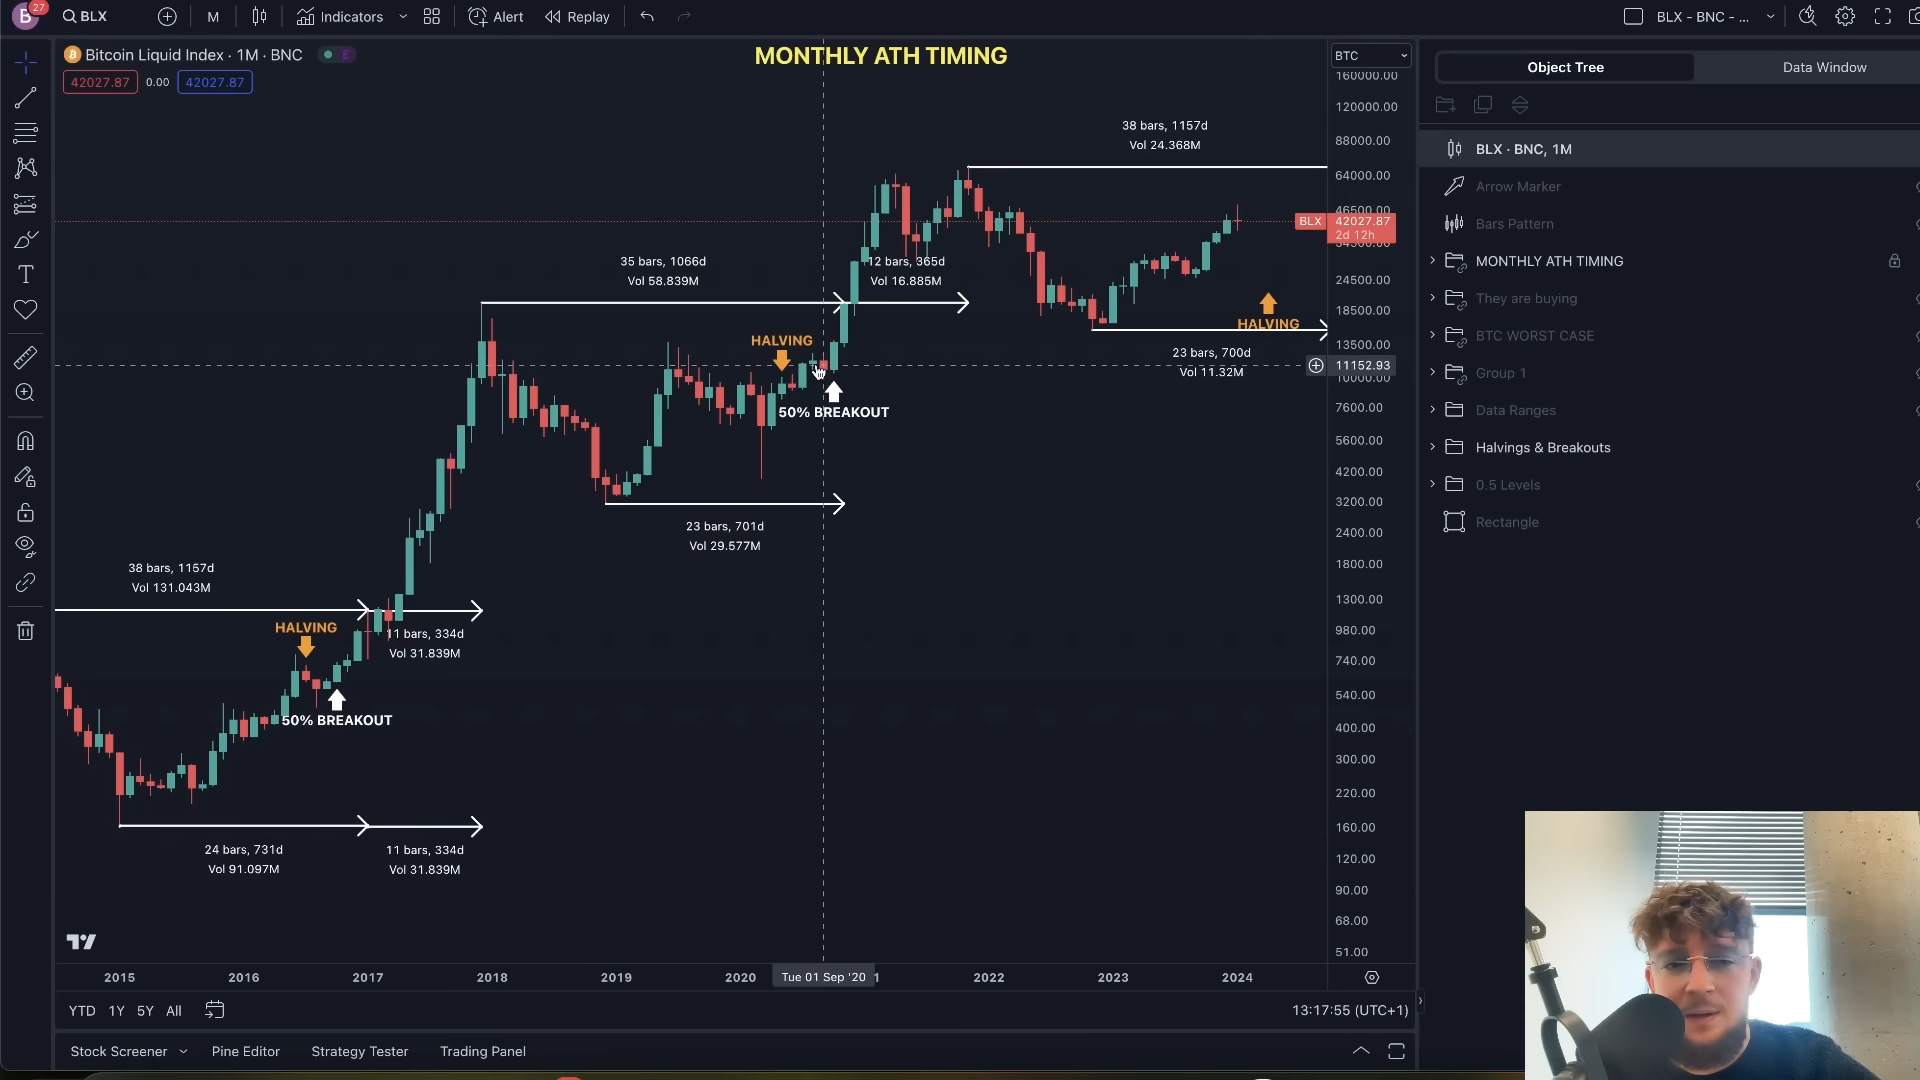 B
27
BLX
M
Indicators
Alert
Replay
BLX - BNC - ...
Bitcoin Liquid Index · 1M · BNC
E
42027.87
0.00
42027.87
MONTHLY ATH TIMING
BTC
160000.00
120000.00
88000.00
64000.00
46500.00
BLX
42027.87
2d 12h
34500.00
24500.00
18500.00
13500.00
11152.93
10000.00
7600.00
5600.00
4200.00
3200.00
2400.00
1800.00
1300.00
980.00
740.00
540.00
400.00
300.00
220.00
160.00
120.00
90.00
68.00
51.00
38 bars, 1157d
Vol 24.368M
35 bars, 1066d
Vol 58.839M
12 bars, 365d
Vol 16.885M
HALVING
50% BREAKOUT
HALVING
23 bars, 700d
Vol 11.32M
23 bars, 701d
Vol 29.577M
38 bars, 1157d
Vol 131.043M
HALVING
11 bars, 334d
Vol 31.839M
50% BREAKOUT
24 bars, 731d
Vol 91.097M
11 bars, 334d
Vol 31.839M
2015
2016
2017
2018
2019
2020
Tue 01 Sep '20
1
2022
2023
2024
YTD
1Y
5Y
All
13:17:55 (UTC+1)
Stock Screener
Pine Editor
Strategy Tester
Trading Panel
Object Tree
Data Window
BLX · BNC, 1M
Arrow Marker
Bars Pattern
MONTHLY ATH TIMING
They are buying
BTC WORST CASE
Group 1
Data Ranges
Halvings & Breakouts
0.5 Levels
Rectangle